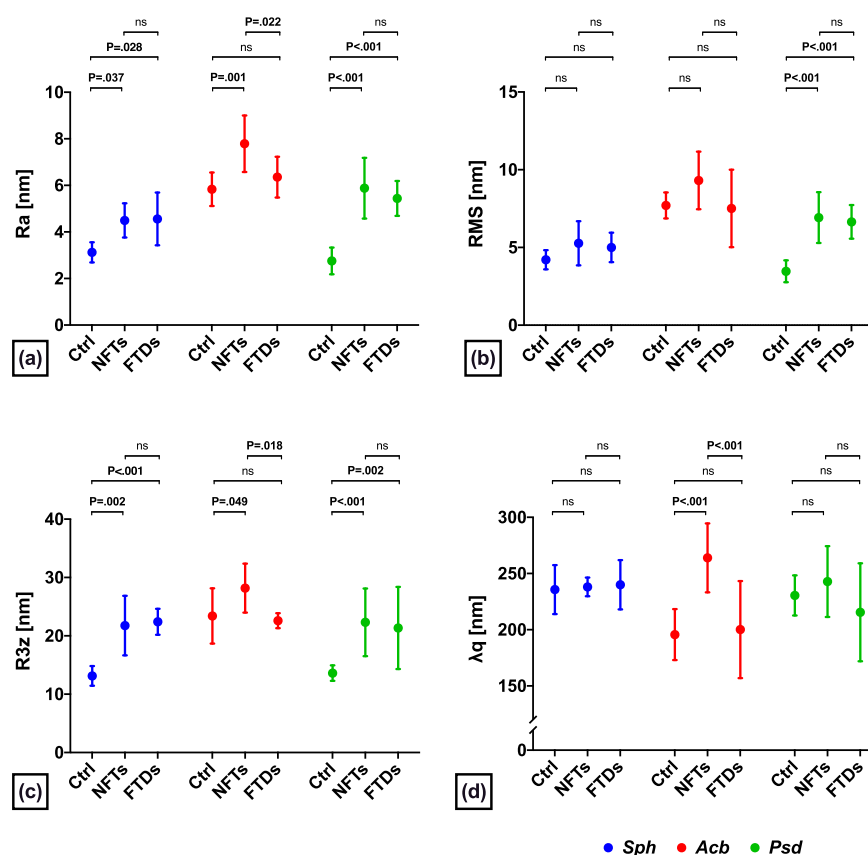 ns P=.022 ns
P=.028 ns P<.001
P=.037 P=.001 P<.001
Ra [nm]
10
8
6
4
2
0
Ctrl NFTs FTDs Ctrl NFTs FTDs Ctrl NFTs FTDs
(a)
ns ns ns
ns ns P<.001
ns ns P<.001
RMS [nm]
15
10
5
0
Ctrl NFTs FTDs Ctrl NFTs FTDs Ctrl NFTs FTDs
(b)
ns P=.018 ns
P<.001 ns P=.002
P=.002 P=.049 P<.001
R3z [nm]
40
30
20
10
0
Ctrl NFTs FTDs Ctrl NFTs FTDs Ctrl NFTs FTDs
(c)
ns P<.001 ns
ns ns ns
ns P<.001 ns
λq [nm]
300
250
200
150
0
Ctrl NFTs FTDs Ctrl NFTs FTDs Ctrl NFTs FTDs
(d)
Sph Acb Psd